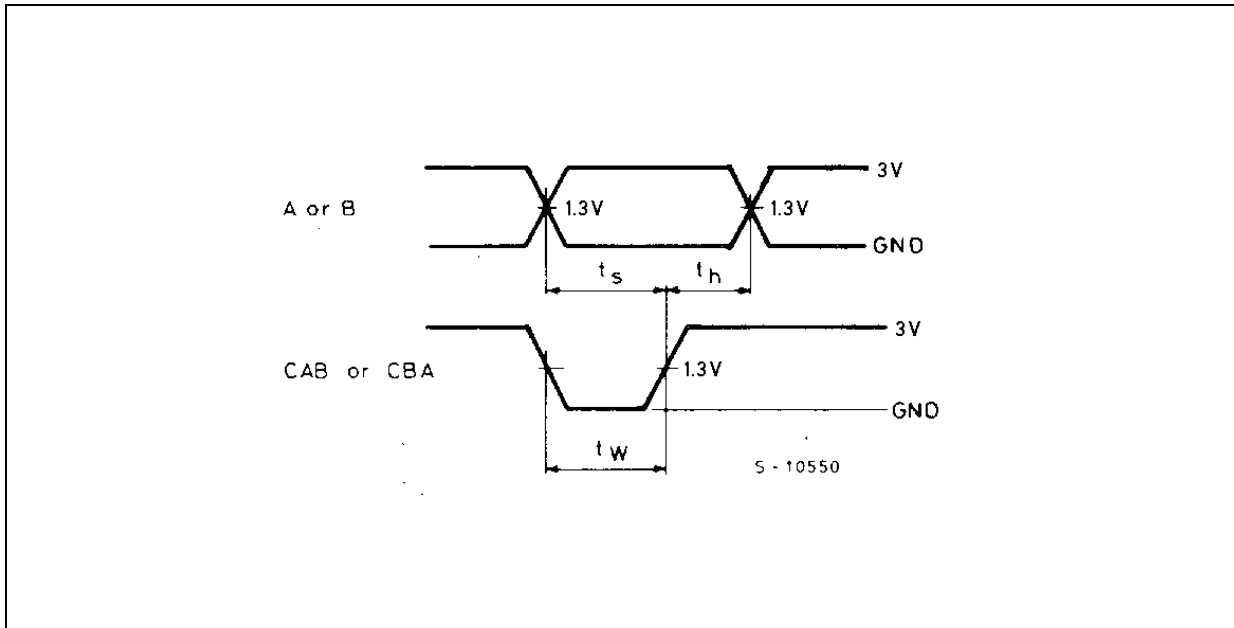 3V
A or B
1.3V
1.3V
GND
ts
th
3V
CAB or CBA
1.3V
GND
tW
S - 10550